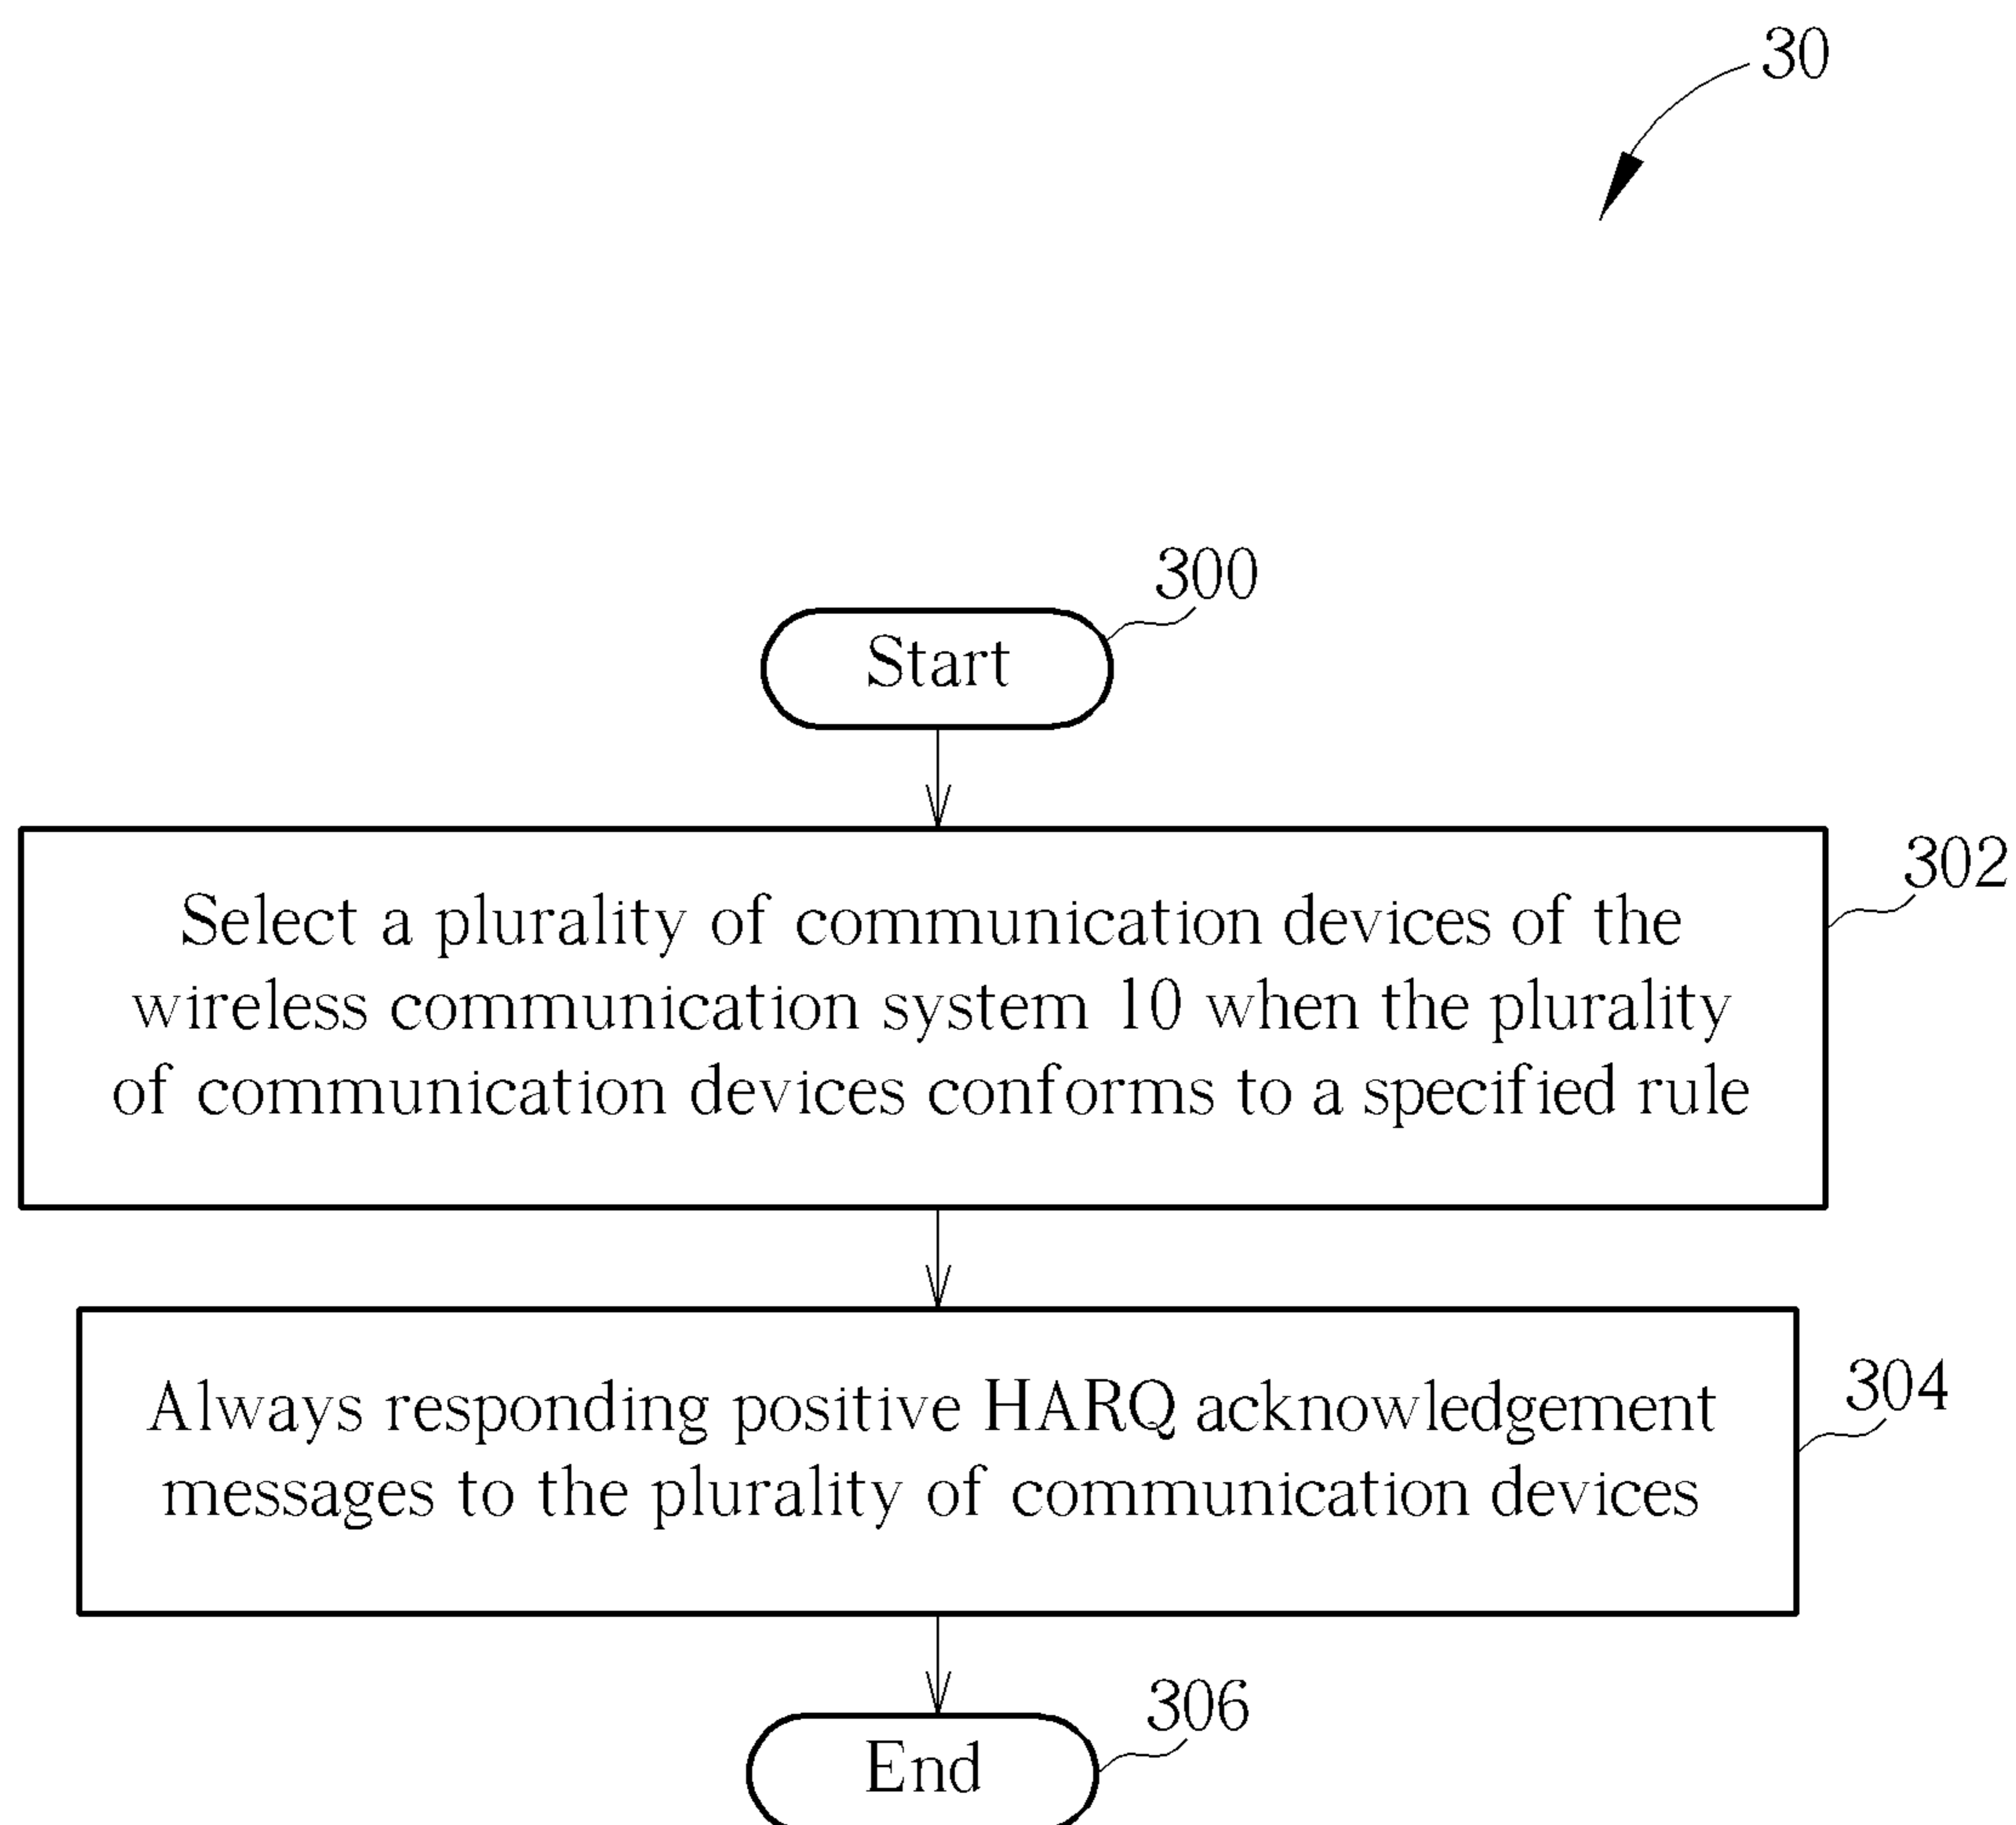 30
300
Start
302
Select a plurality of communication devices of the
wireless communication system 10 when the plurality
of communication devices conforms to a specified rule
304
Always responding positive HARQ acknowledgement
messages to the plurality of communication devices
306
End